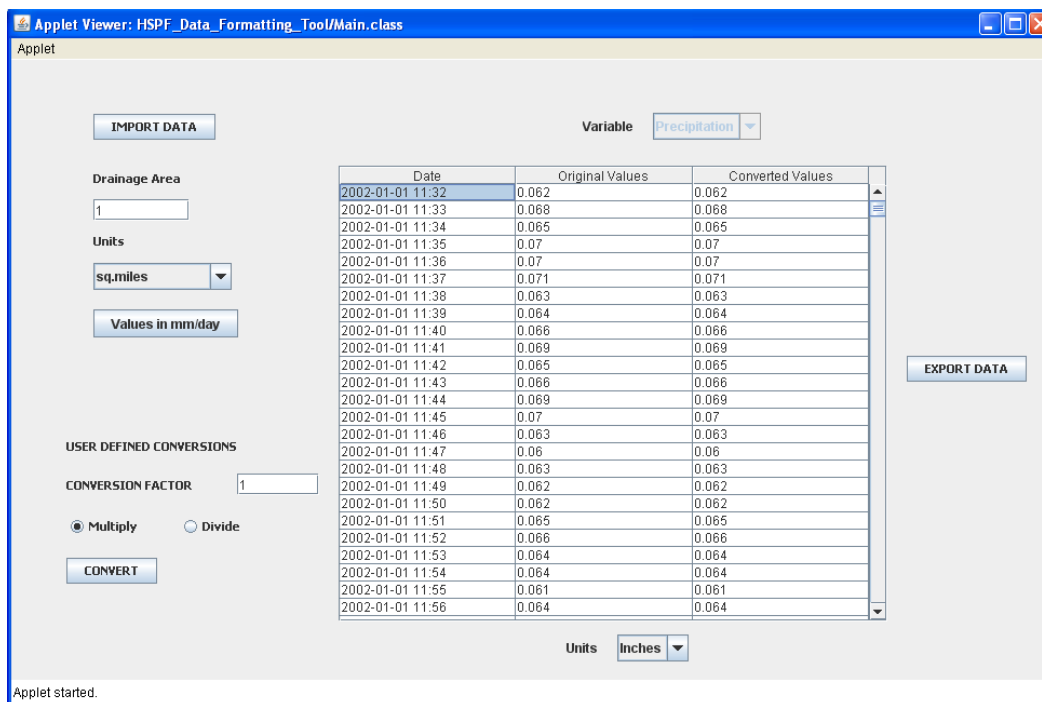 Applet Viewer: HSPF_Data_Formatting_Tool/Main.class
Applet
IMPORT DATA
Variable Precipitation
Drainage Area
1
Units
sq.miles
Values in mm/day
USER DEFINED CONVERSIONS
CONVERSION FACTOR 1
Multiply Divide
CONVERT
Date Original Values Converted Values
2002-01-01 11:32 0.062 0.062
2002-01-01 11:33 0.068 0.068
2002-01-01 11:34 0.065 0.065
2002-01-01 11:35 0.07 0.07
2002-01-01 11:36 0.07 0.07
2002-01-01 11:37 0.071 0.071
2002-01-01 11:38 0.063 0.063
2002-01-01 11:39 0.064 0.064
2002-01-01 11:40 0.066 0.066
2002-01-01 11:41 0.069 0.069
2002-01-01 11:42 0.065 0.065
2002-01-01 11:43 0.066 0.066
2002-01-01 11:44 0.069 0.069
2002-01-01 11:45 0.07 0.07
2002-01-01 11:46 0.063 0.063
2002-01-01 11:47 0.06 0.06
2002-01-01 11:48 0.063 0.063
2002-01-01 11:49 0.062 0.062
2002-01-01 11:50 0.062 0.062
2002-01-01 11:51 0.065 0.065
2002-01-01 11:52 0.066 0.066
2002-01-01 11:53 0.064 0.064
2002-01-01 11:54 0.064 0.064
2002-01-01 11:55 0.061 0.061
2002-01-01 11:56 0.064 0.064
EXPORT DATA
Units Inches
Applet started.